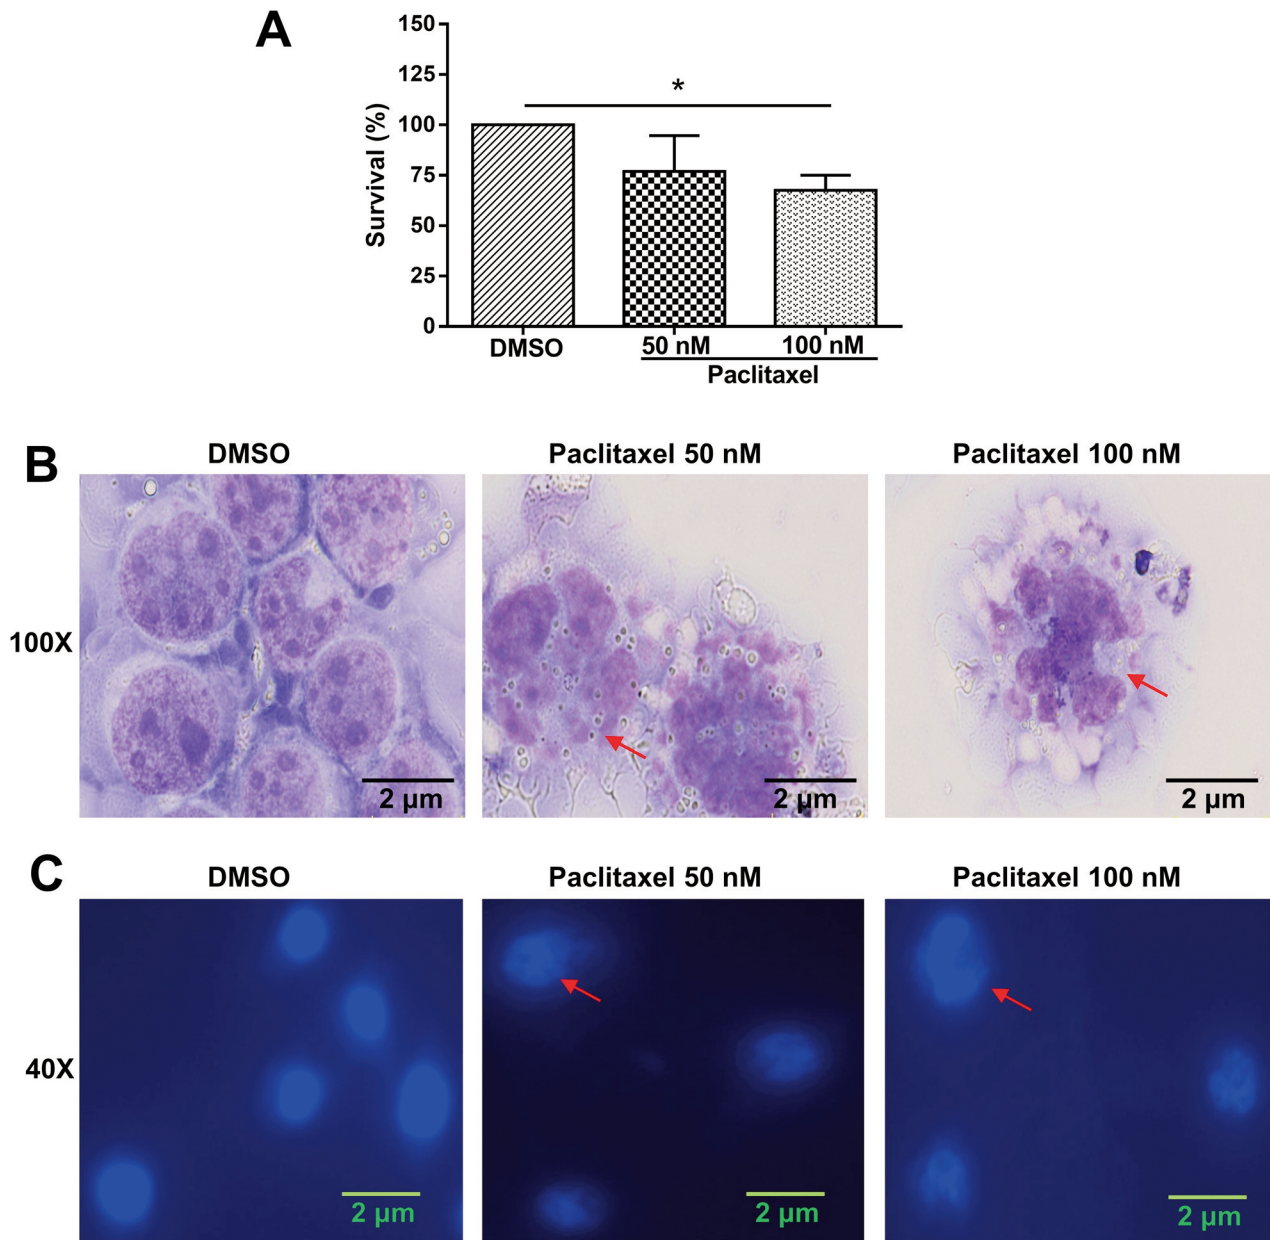 A
150
125
100
75
50
25
0
Survival (%)
*
DMSO
50 nM
100 nM
Paclitaxel
B
DMSO
Paclitaxel 50 nM
Paclitaxel 100 nM
100X
2 µm
2 µm
2 µm
C
DMSO
Paclitaxel 50 nM
Paclitaxel 100 nM
40X
2 µm
2 µm
2 µm